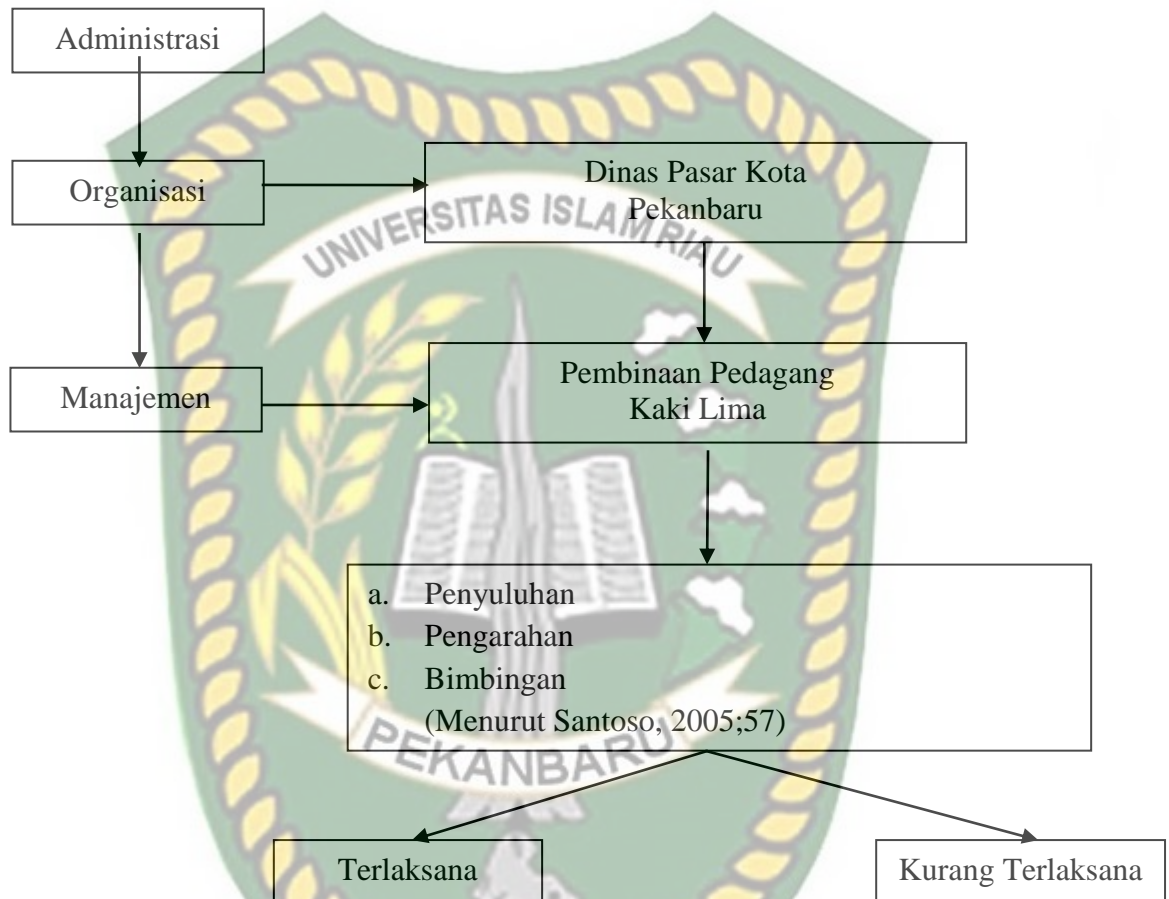 Administrasi
Organisasi
Dinas Pasar Kota
Pekanbaru
UNIVERSITAS ISLAM RIAU
Manajemen
Pembinaan Pedagang
Kaki Lima
a. Penyuluhan
b. Pengarahan
c. Bimbingan
(Menurut Santoso, 2005;57)
PEKANBARU
Terlaksana
Kurang Terlaksana